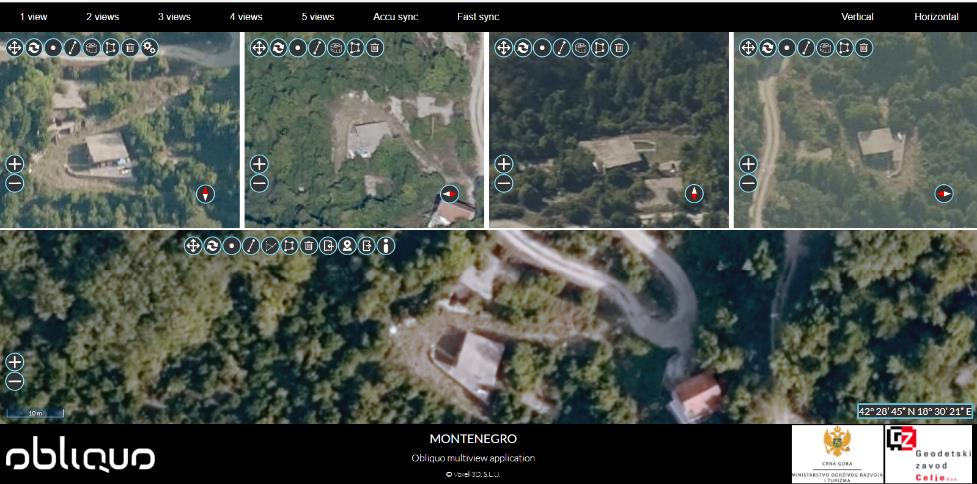 1 view 2 views 3 views 4 views 5 views Accu sync Fast sync Vertical Horizontal
10 m
42° 28' 45" N 18° 30' 21" E
obliquo
MONTENEGRO
Obliquo multiview application
© Voxel 3D, S.L.U.
CRNA GORA
MINISTARSTVO ODRŽIVOG RAZVOJA
I TURIZMA
GZ
Geodetski
zavod
Celje d.o.o.